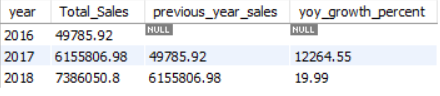 year Total_Sales previous_year_sales yoy_growth_percent
2016 49785.92 NULL NULL
2017 6155806.98 49785.92 12264.55
2018 7386050.8 6155806.98 19.99